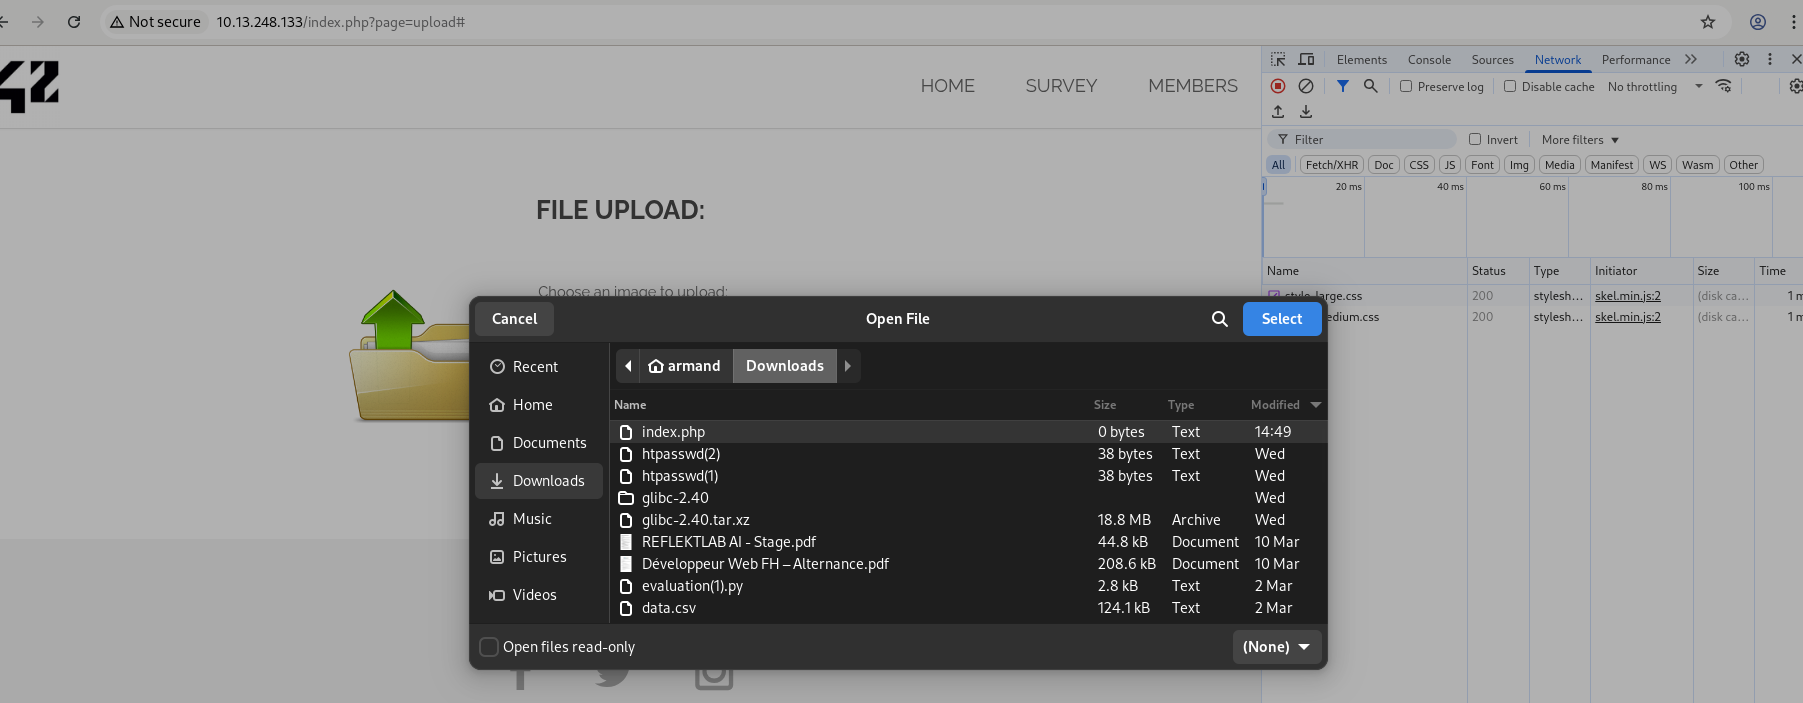 Not secure 10.13.248.133/index.php?page=upload#
42
HOME SURVEY MEMBERS
Elements Console Sources Network Performance
Preserve log Disable cache No throttling
Filter Invert More filters
All Fetch/XHR Doc CSS JS Font Img Media Manifest WS Wasm Other
20 ms 40 ms 60 ms 80 ms 100 ms
FILE UPLOAD:
Choose an image to upload:
Name Status Type Initiator Size Time
style-large.css 200 stylesh... skel.min.js:2 (disk ca... 1 m
edium.css 200 stylesh... skel.min.js:2 (disk ca... 1 m
Cancel Open File Select
Recent
Home
Documents
Downloads
Music
Pictures
Videos
armand Downloads
Name Size Type Modified
index.php 0 bytes Text 14:49
htpasswd(2) 38 bytes Text Wed
htpasswd(1) 38 bytes Text Wed
glibc-2.40 Wed
glibc-2.40.tar.xz 18.8 MB Archive Wed
REFLEKTLAB AI - Stage.pdf 44.8 kB Document 10 Mar
Développeur Web FH – Alternance.pdf 208.6 kB Document 10 Mar
evaluation(1).py 2.8 kB Text 2 Mar
data.csv 124.1 kB Text 2 Mar
Open files read-only (None)